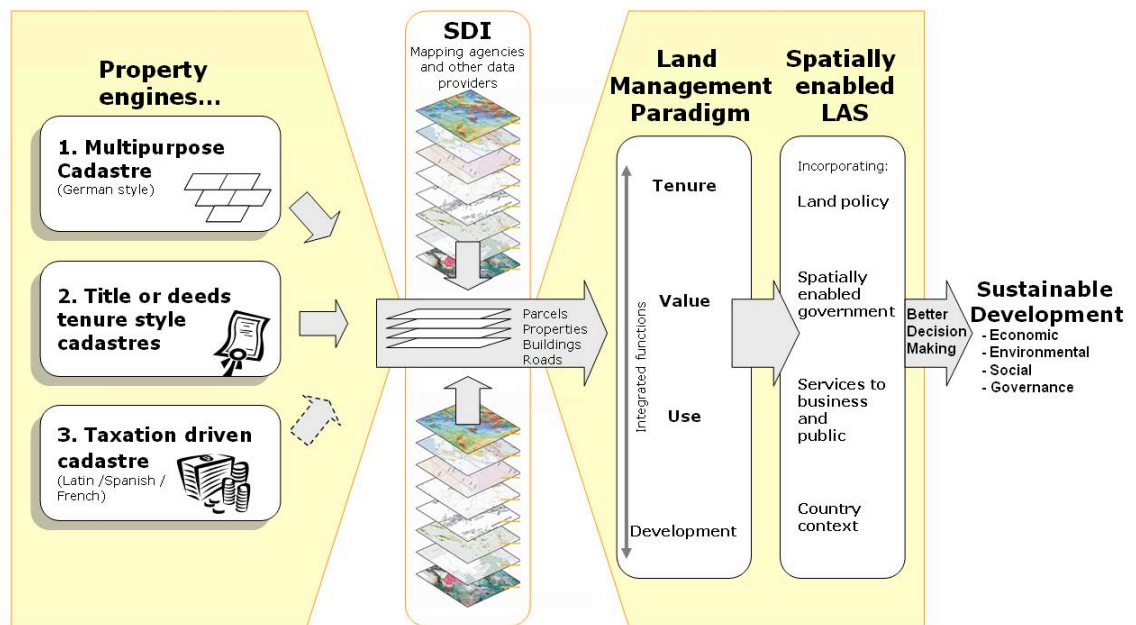 Property
engines...
1. Multipurpose
Cadastre
(German style)
2. Title or deeds
tenure style
cadastres
3. Taxation driven
cadastre
(Latin /Spanish /
French)
SDI
Mapping agencies
and other data
providers
Parcels
Properties
Buildings
Roads
Land
Management
Paradigm
Integrated functions
Tenure
Value
Use
Development
Spatially
enabled
LAS
Incorporating:
Land policy
Spatially
enabled
government
Services to
business
and
public
Country
context
Better
Decision
Making
Sustainable
Development
- Economic
- Environmental
- Social
- Governance